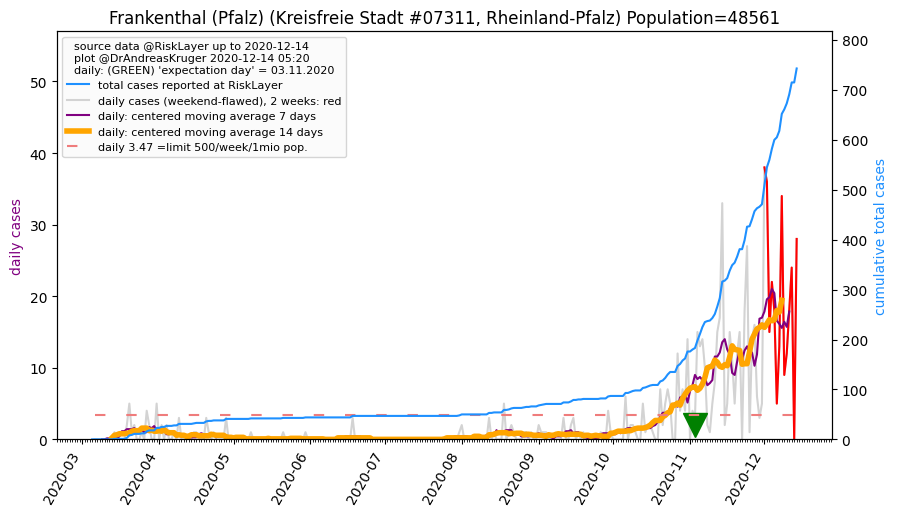 Frankenthal (Pfalz) (Kreisfreie Stadt #07311, Rheinland-Pfalz) Population=48561
source data @RiskLayer up to 2020-12-14
plot @DrAndreasKruger 2020-12-14 05:20
daily: (GREEN) 'expectation day' = 03.11.2020
total cases reported at RiskLayer
daily cases (weekend-flawed), 2 weeks: red
daily: centered moving average 7 days
daily: centered moving average 14 days
daily 3.47 =limit 500/week/1mio pop.
daily cases
50
40
30
20
10
0
800
700
600
500
400
300
200
100
0
cumulative total cases
2020-03
2020-04
2020-05
2020-06
2020-07
2020-08
2020-09
2020-10
2020-11
2020-12